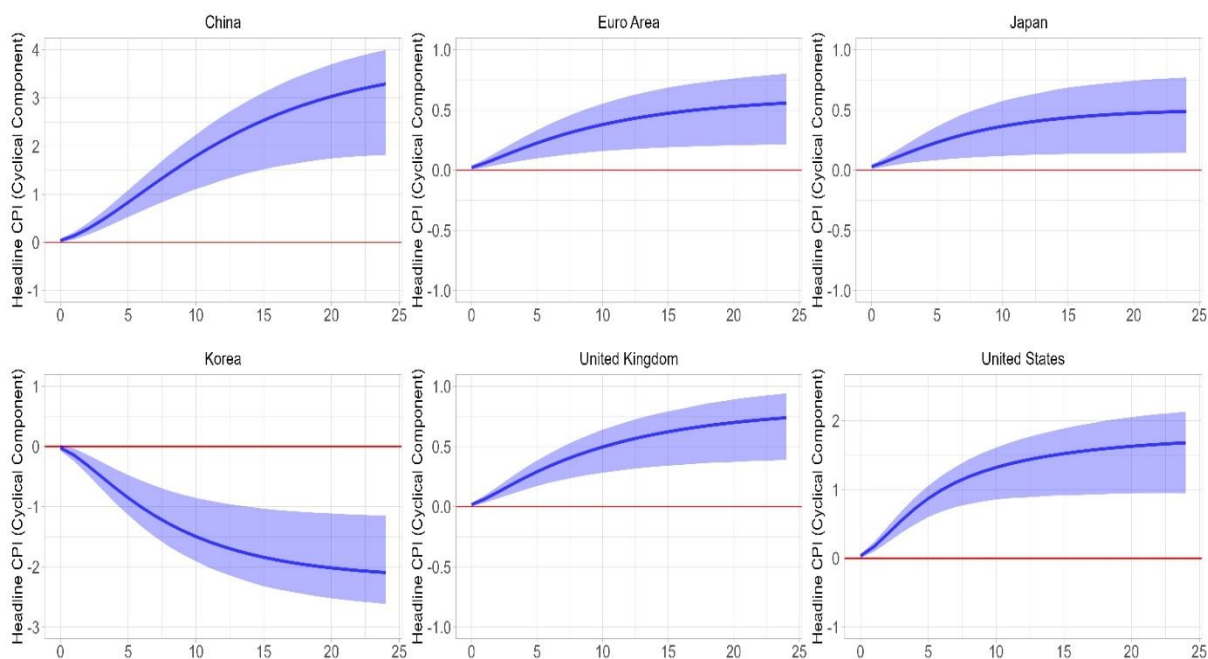 China
Euro Area
Japan
Headline CPI (Cyclical Component)
4
3
2
1
0
-1
0 5 10 15 20 25
Headline CPI (Cyclical Component)
1.0
0.5
0.0
-0.5
-1.0
0 5 10 15 20 25
Headline CPI (Cyclical Component)
1.0
0.5
0.0
-0.5
-1.0
0 5 10 15 20 25
Korea
United Kingdom
United States
Headline CPI (Cyclical Component)
1
0
-1
-2
-3
0 5 10 15 20 25
Headline CPI (Cyclical Component)
1.0
0.5
0.0
-0.5
-1.0
0 5 10 15 20 25
Headline CPI (Cyclical Component)
2
1
0
-1
0 5 10 15 20 25